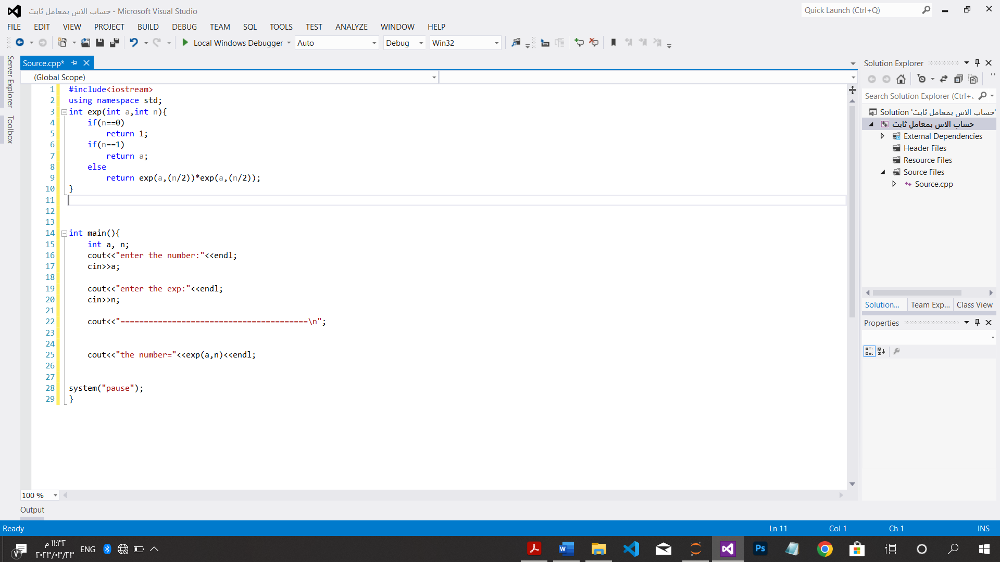 حساب الاس بمعامل ثابت - Microsoft Visual Studio
Quick Launch (Ctrl+Q)
FILE EDIT VIEW PROJECT BUILD DEBUG TEAM SQL TOOLS TEST ANALYZE WINDOW HELP
Local Windows Debugger Auto Debug Win32
Server Explorer
Toolbox
Source.cpp*
(Global Scope)
1 #include<iostream>
2 using namespace std;
3 int exp(int a,int n){
4 if(n==0)
5 return 1;
6 if(n==1)
7 return a;
8 else
9 return exp(a,(n/2))*exp(a,(n/2));
10 }
11
12
13
14 int main(){
15 int a, n;
16 cout<<"enter the number:"<<endl;
17 cin>>a;
18
19 cout<<"enter the exp:"<<endl;
20 cin>>n;
21
22 cout<<"========================================\n";
23
24
25 cout<<"the number="<<exp(a,n)<<endl;
26
27
28 system("pause");
29 }
100 %
Output
Solution Explorer
Search Solution Explorer (Ctrl+
Solution 'حساب الاس بمعامل ثابت'
حساب الاس بمعامل ثابت
External Dependencies
Header Files
Resource Files
Source Files
Source.cpp
Solution... Team Exp... Class View
Properties
Ready Ln 11 Col 1 Ch 1 INS
١١:٣٢ م
٢٠٢٣/٠٣/٢٣
ENG
٧
Ps